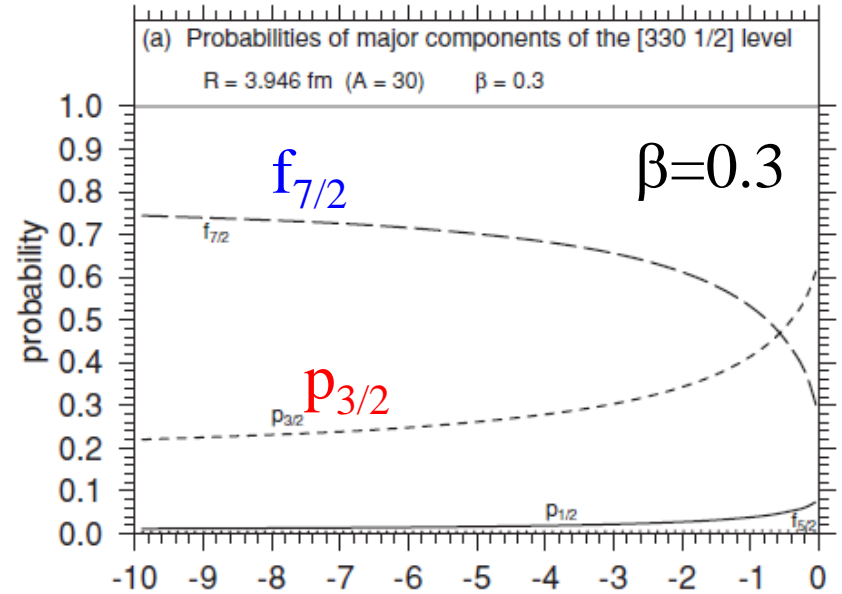 (a) Probabilities of major components of the [330 1/2] level
R = 3.946 fm (A = 30) β = 0.3
1.0
0.9
0.8
0.7
0.6
0.5
0.4
0.3
0.2
0.1
0.0
probability
f7/2
β=0.3
f7/2
p3/2
p3/2
p1/2
f5/2
-10 -9 -8 -7 -6 -5 -4 -3 -2 -1 0